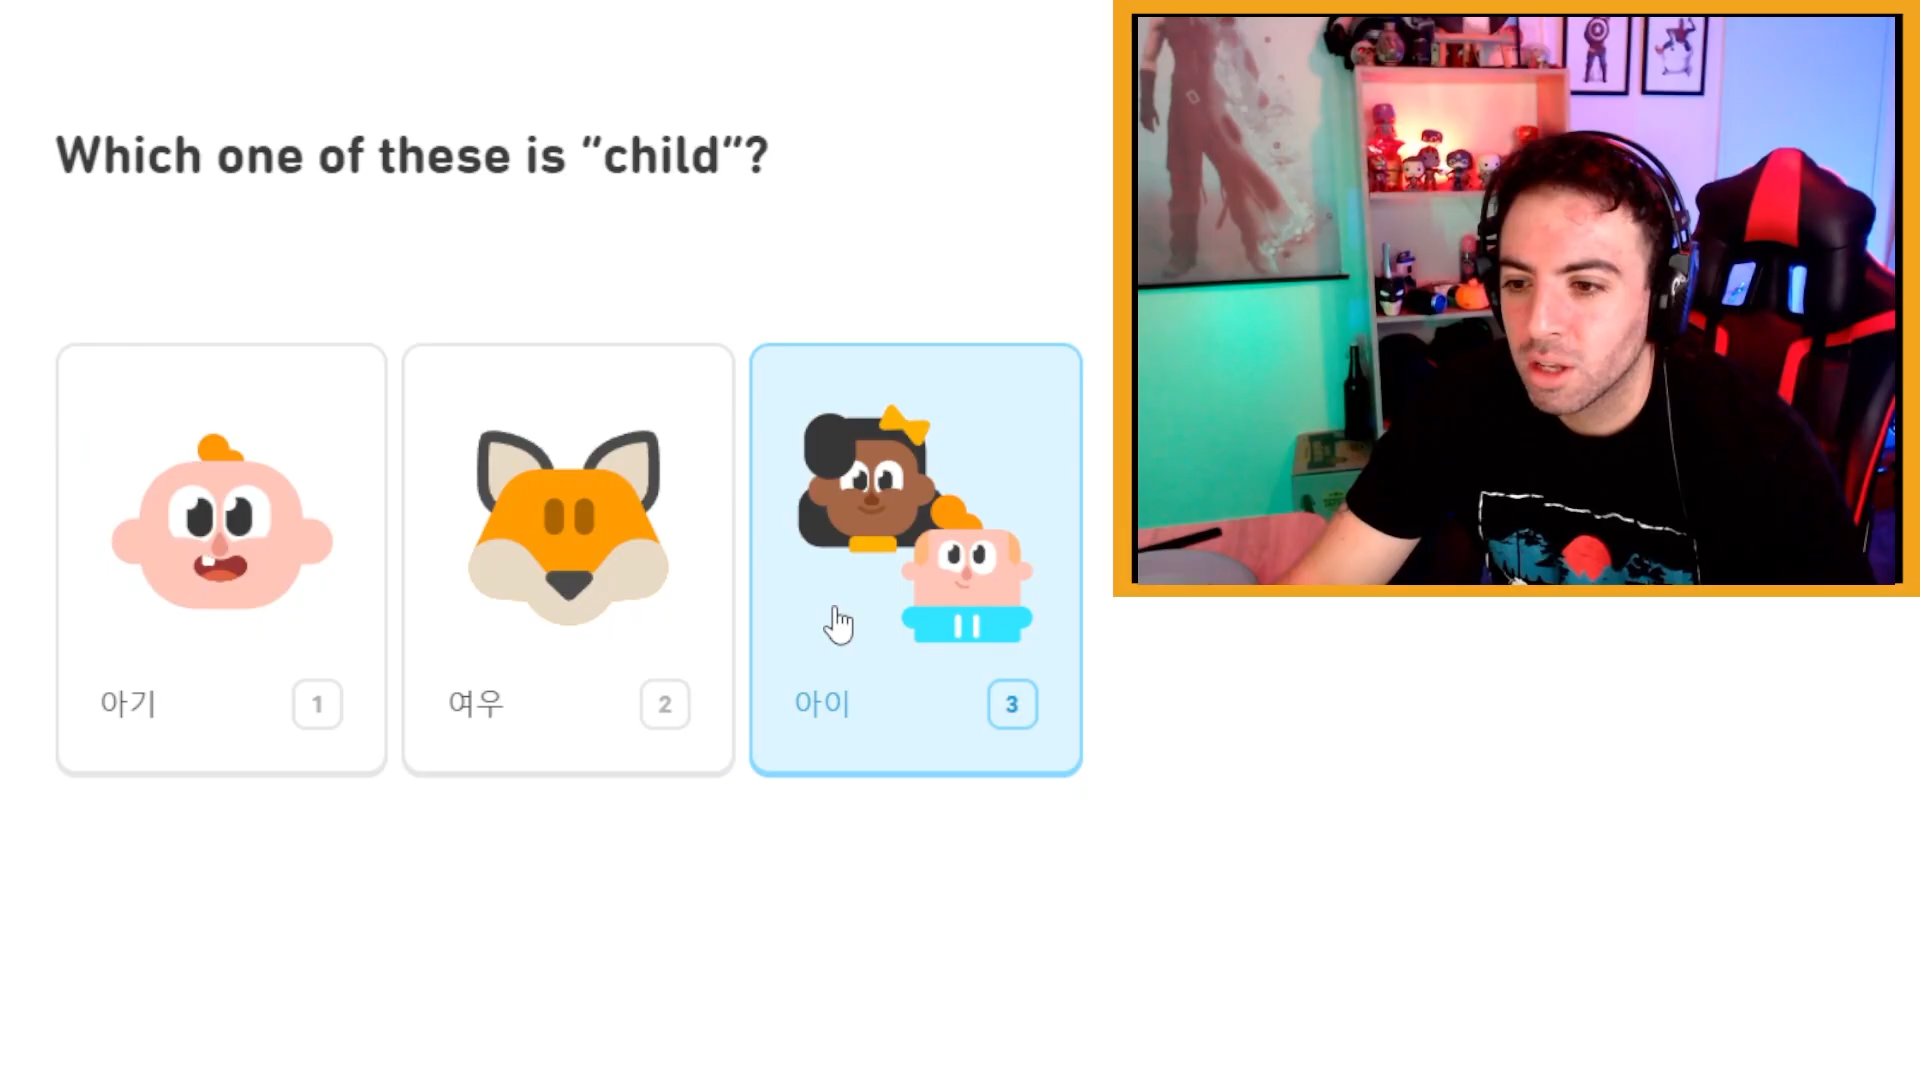 Which one of these is "child"?
아기 1
여우 2
아이 3